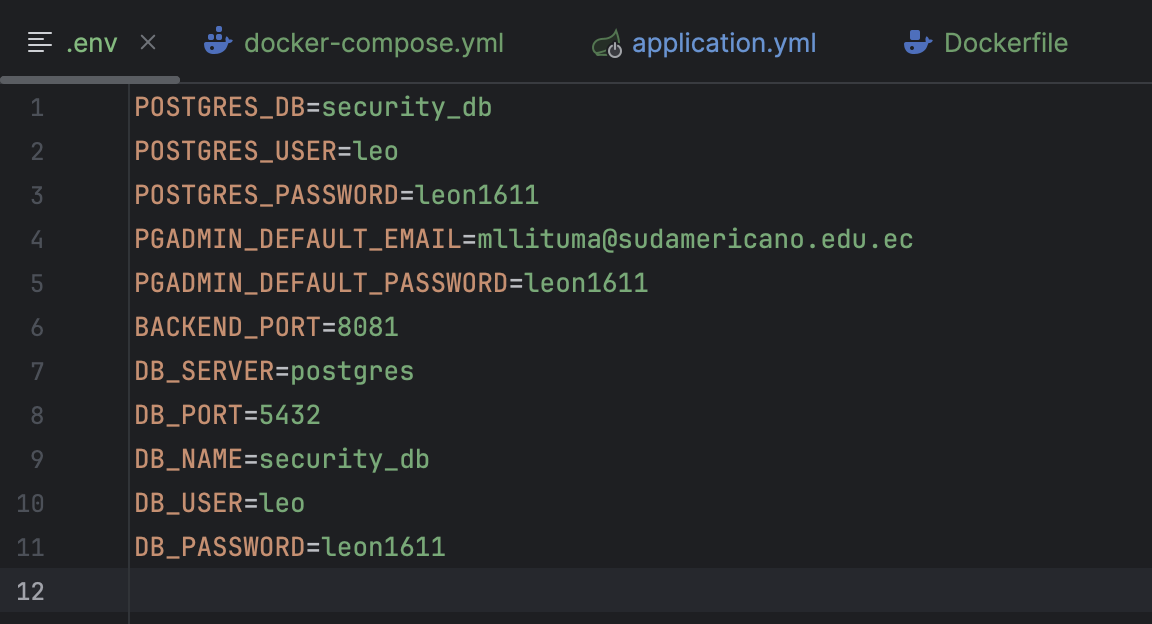 .env docker-compose.yml application.yml Dockerfile
1 POSTGRES_DB=security_db
2 POSTGRES_USER=leo
3 POSTGRES_PASSWORD=leon1611
4 PGADMIN_DEFAULT_EMAIL=mllituma@sudamericano.edu.ec
5 PGADMIN_DEFAULT_PASSWORD=leon1611
6 BACKEND_PORT=8081
7 DB_SERVER=postgres
8 DB_PORT=5432
9 DB_NAME=security_db
10 DB_USER=leo
11 DB_PASSWORD=leon1611
12